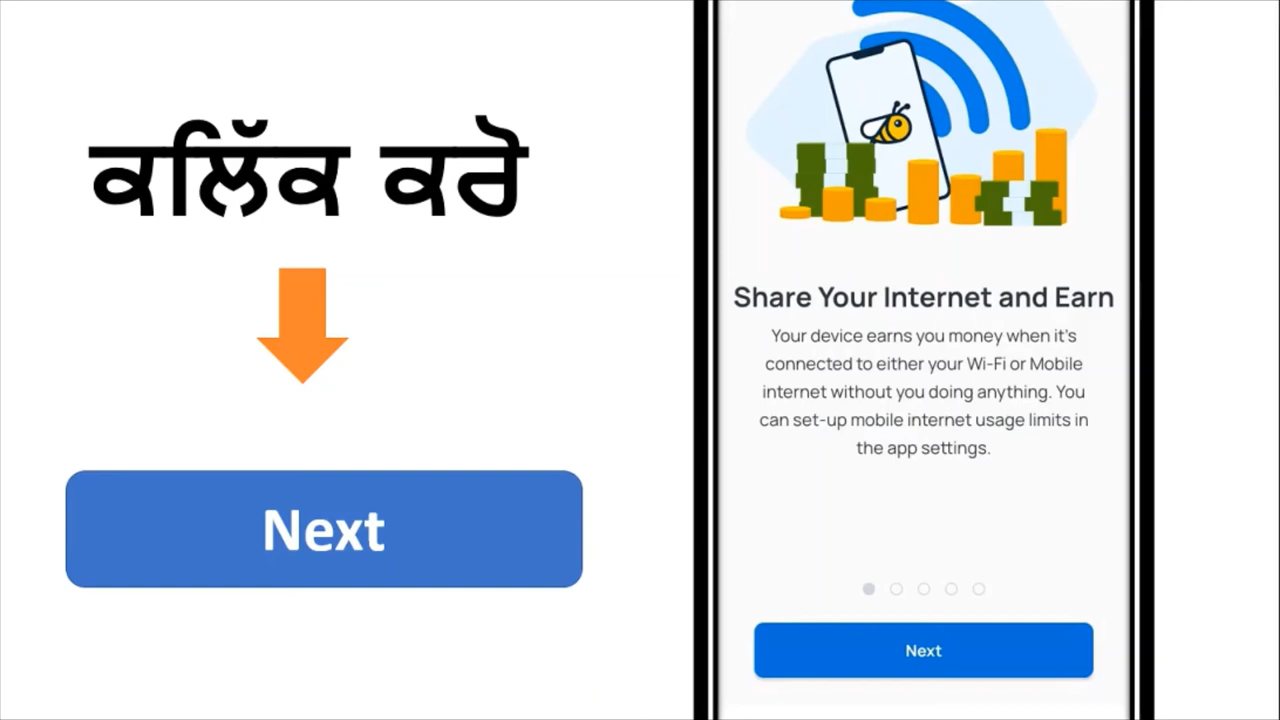 ਕਲਿੱਕ ਕਰੋ
Next
Share Your Internet and Earn
Your device earns you money when it's
connected to either your Wi-Fi or Mobile
internet without you doing anything. You
can set-up mobile internet usage limits in
the app settings.
Next